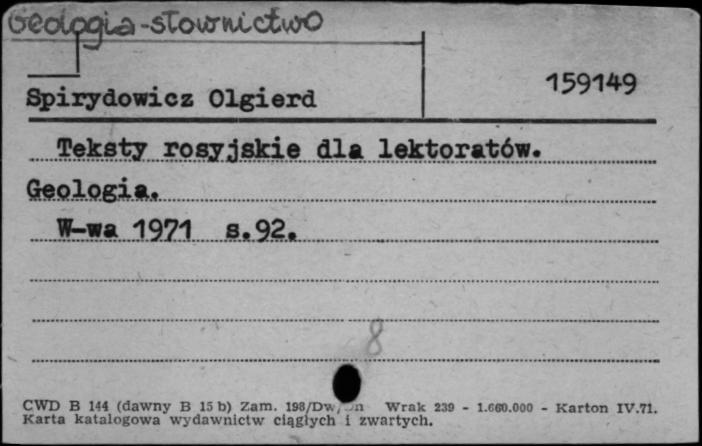 Geologia-słownictwo
159149
Spirydowicz Olgierd
Teksty rosyjskie dla lektoratów.
Geologia.
W-wa 1971 s.92.
8
CWD B 144 (dawny B 15 b) Zam. 198/Dw/ Wrak 239 - 1.660.000 - Karton IV.71.
Karta katalogowa wydawnictw ciągłych i zwartych.